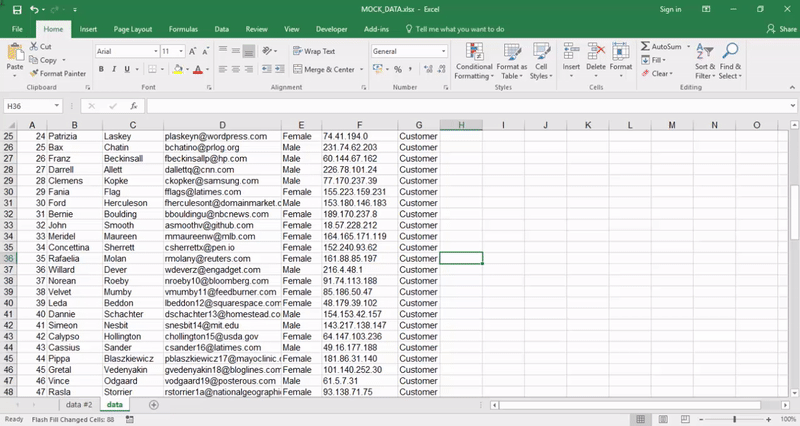 MOCK_DATA.xlsx - Excel
Sign in
File Home Insert Page Layout Formulas Data Review View Developer Add-ins Tell me what you want to do Share
Paste Cut Copy Format Painter
Clipboard
Arial 11
B I U
Font
Wrap Text
Merge & Center
Alignment
General
Number
Conditional Formatting Format as Table Cell Styles
Styles
Insert Delete Format
Cells
AutoSum Fill Clear Sort & Filter Find & Select
Editing
H36 fx
A B C D E F G H I J K L M N O
25 24 Patrizia Laskey plaskeyn@wordpress.com Female 74.41.194.0 Customer
26 25 Bax Chatin bchatino@prlog.org Male 231.74.62.203 Customer
27 26 Franz Beckinsall fbeckinsallp@hp.com Male 60.144.67.162 Customer
28 27 Darrell Allett dallettq@cnn.com Male 226.78.101.24 Customer
29 28 Clemens Kopke ckopker@samsung.com Male 77.170.237.39 Customer
30 29 Fania Flag fflags@latimes.com Female 155.223.159.231 Customer
31 30 Ford Herculeson fherculesont@domainmarket.c Male 153.180.146.183 Customer
32 31 Bernie Boulding bbouldingu@nbcnews.com Female 189.170.237.8 Customer
33 32 John Smooth asmoothv@github.com Female 18.57.228.212 Customer
34 33 Meridel Maureen mmaureenw@mlb.com Female 164.165.171.119 Customer
35 34 Concettina Sherrett csherrettx@pen.io Female 152.240.93.62 Customer
36 35 Rafaelia Molan rmolany@reuters.com Female 161.88.85.197 Customer
37 36 Willard Dever wdeverz@engadget.com Male 216.4.48.1 Customer
38 37 Norean Roeby nroeby10@bloomberg.com Female 91.74.113.188 Customer
39 38 Velvet Mumby vmumby11@feedburner.com Female 85.186.50.47 Customer
40 39 Leda Beddon lbeddon12@squarespace.com Female 48.179.39.102 Customer
41 40 Dannie Schachter dschachter13@homestead.co Male 154.153.42.157 Customer
42 41 Simeon Nesbit snesbit14@mit.edu Male 143.217.138.147 Customer
43 42 Calypso Hollington chollington15@usda.gov Female 64.147.103.236 Customer
44 43 Cassius Sander csander16@latimes.com Male 49.16.177.188 Customer
45 44 Pippa Blaszkiewicz pblaszkiewicz17@mayoclinic. Female 181.86.31.140 Customer
46 45 Gretal Vedenyakin gvedenyakin18@bloglines.com Female 101.140.252.30 Customer
47 46 Vince Odgaard vodgaard19@posterous.com Male 61.5.7.31 Customer
48 47 Rasla Storrier rstorrier1a@nationalgeographi Female 93.138.71.75 Customer
data #2 data
Ready Flash Fill Changed Cells: 88 100%